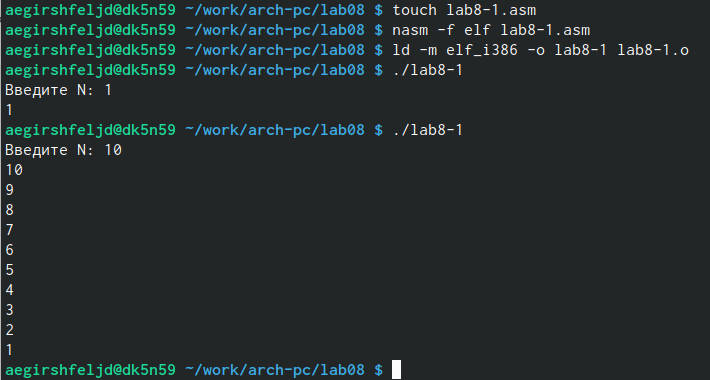 aegirshfeljd@dk5n59 ~/work/arch-pc/lab08 $ touch lab8-1.asm
aegirshfeljd@dk5n59 ~/work/arch-pc/lab08 $ nasm -f elf lab8-1.asm
aegirshfeljd@dk5n59 ~/work/arch-pc/lab08 $ ld -m elf_i386 -o lab8-1 lab8-1.o
aegirshfeljd@dk5n59 ~/work/arch-pc/lab08 $ ./lab8-1
Введите N: 1
1
aegirshfeljd@dk5n59 ~/work/arch-pc/lab08 $ ./lab8-1
Введите N: 10
10
9
8
7
6
5
4
3
2
1
aegirshfeljd@dk5n59 ~/work/arch-pc/lab08 $